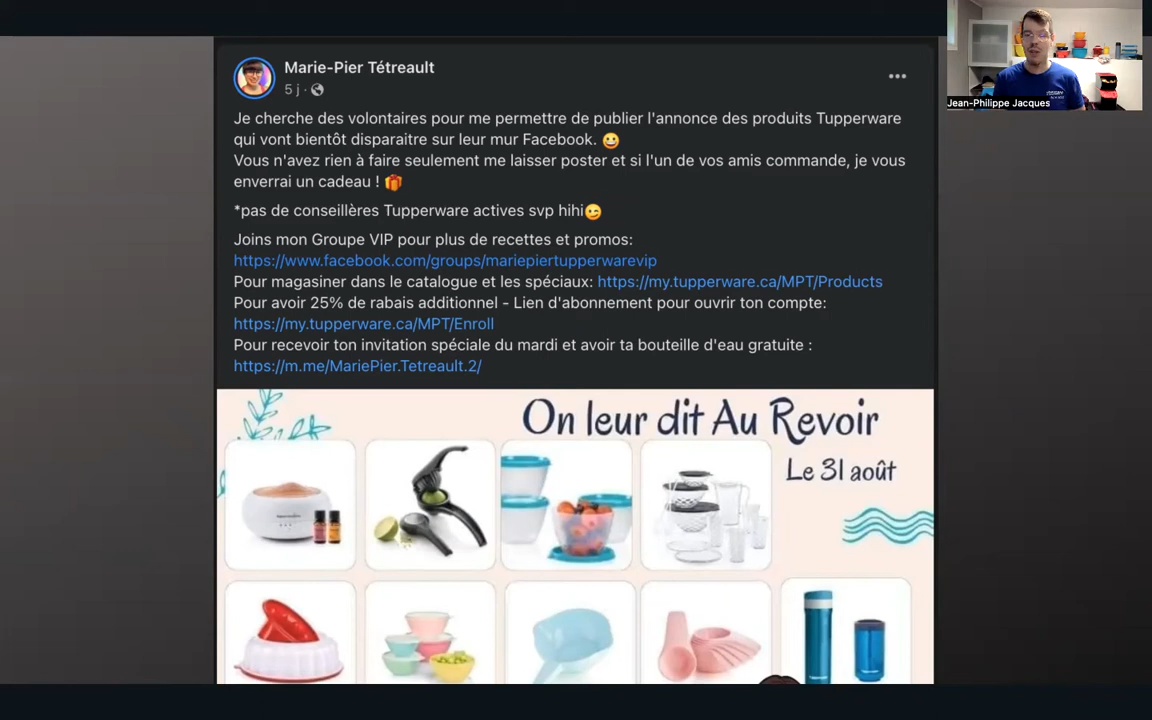 Marie-Pier Tétreault
5 j ·
Je cherche des volontaires pour me permettre de publier l'annonce des produits Tupperware
qui vont bientôt disparaitre sur leur mur Facebook. 😀
Vous n'avez rien à faire seulement me laisser poster et si l'un de vos amis commande, je vous
enverrai un cadeau ! 🎁
*pas de conseillères Tupperware actives svp hihi😉
Joins mon Groupe VIP pour plus de recettes et promos:
https://www.facebook.com/groups/mariepiertupperwarevip
Pour magasiner dans le catalogue et les spéciaux: https://my.tupperware.ca/MPT/Products
Pour avoir 25% de rabais additionnel - Lien d'abonnement pour ouvrir ton compte:
https://my.tupperware.ca/MPT/Enroll
Pour recevoir ton invitation spéciale du mardi et avoir ta bouteille d'eau gratuite :
https://m.me/MariePier.Tetreault.2/
On leur dit Au Revoir
Le 31 août
Jean-Philippe Jacques